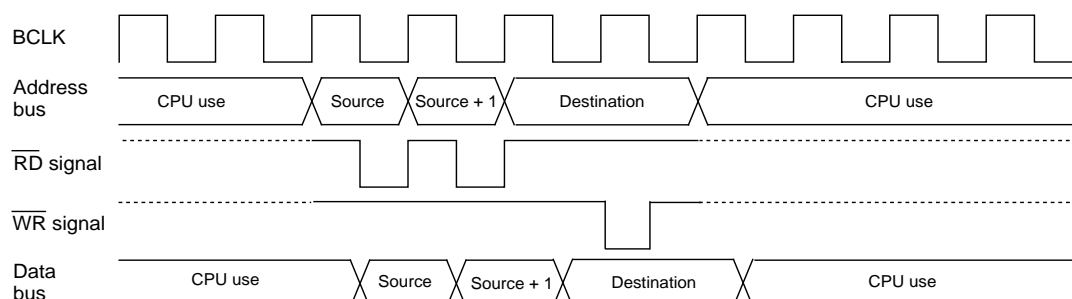 BCLK
Address
bus
CPU use
Source
Source + 1
Destination
CPU use
RD signal
WR signal
Data
bus
CPU use
Source
Source + 1
Destination
CPU use